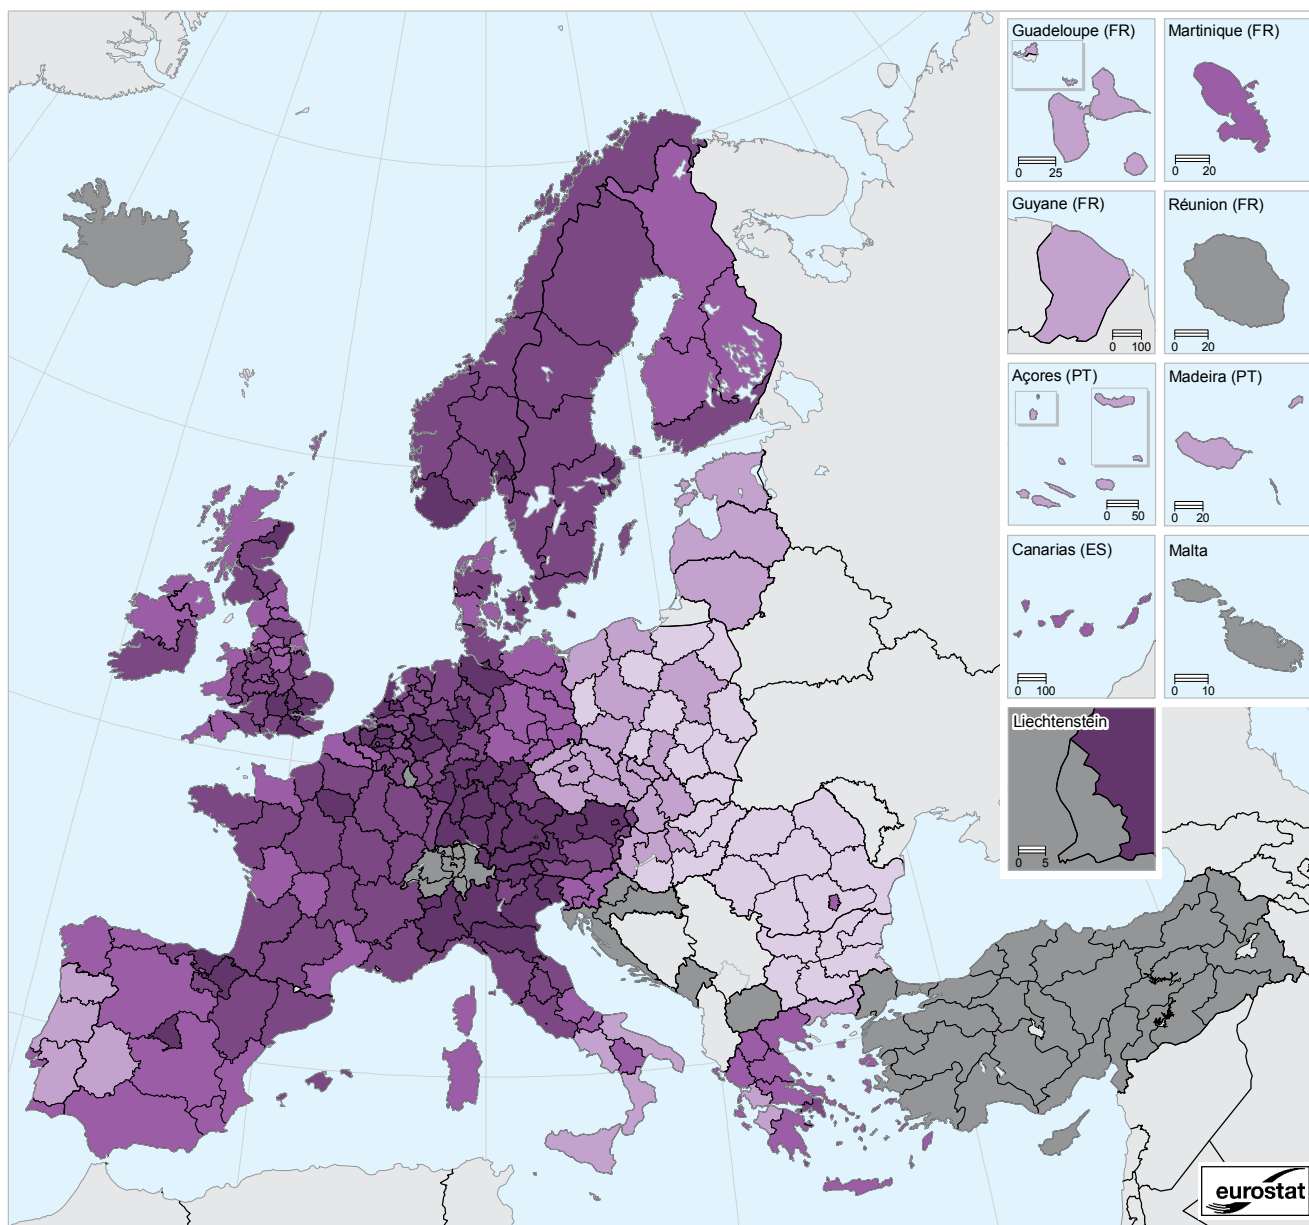 Guadeloupe (FR)
0 25
Martinique (FR)
0 20
Guyane (FR)
0 100
Réunion (FR)
0 20
Açores (PT)
0 50
Madeira (PT)
0 20
Canarias (ES)
0 100
Malta
0 10
Liechtenstein
0 5
eurostat